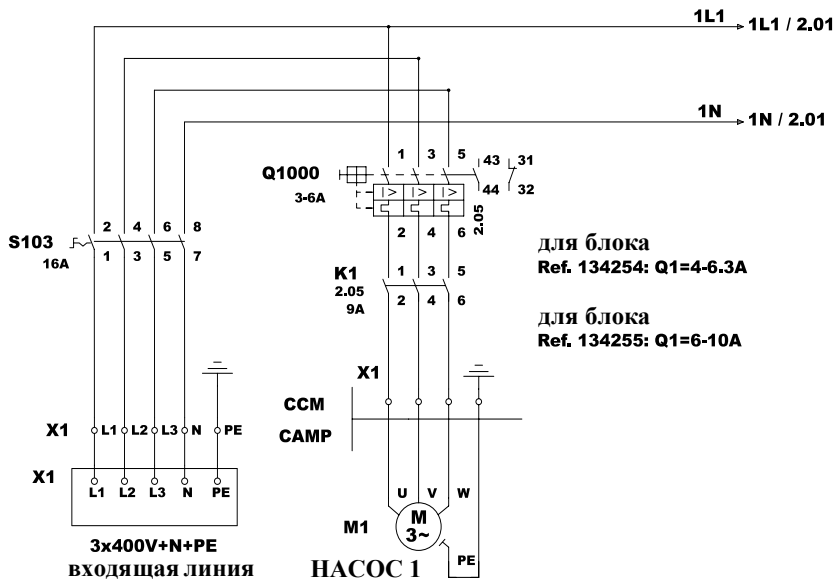 1L1
1L1 / 2.01
1N
1N / 2.01
1 3 5 43 31
Q1000
I> I> I>
44 32
3-6A
2.05
2 4 6
2 4 6 8
S103
16A
1 3 5 7
для блока
Ref. 134254: Q1=4-6.3A
K1
2.05
9A
1 3 5
2 4 6
для блока
Ref. 134255: Q1=6-10A
X1
CCM
CAMP
X1 L1 L2 L3 N PE
X1
L1 L2 L3 N PE
U V W
M1
M
3~
PE
3x400V+N+PE
входящая линия
НАСОС 1